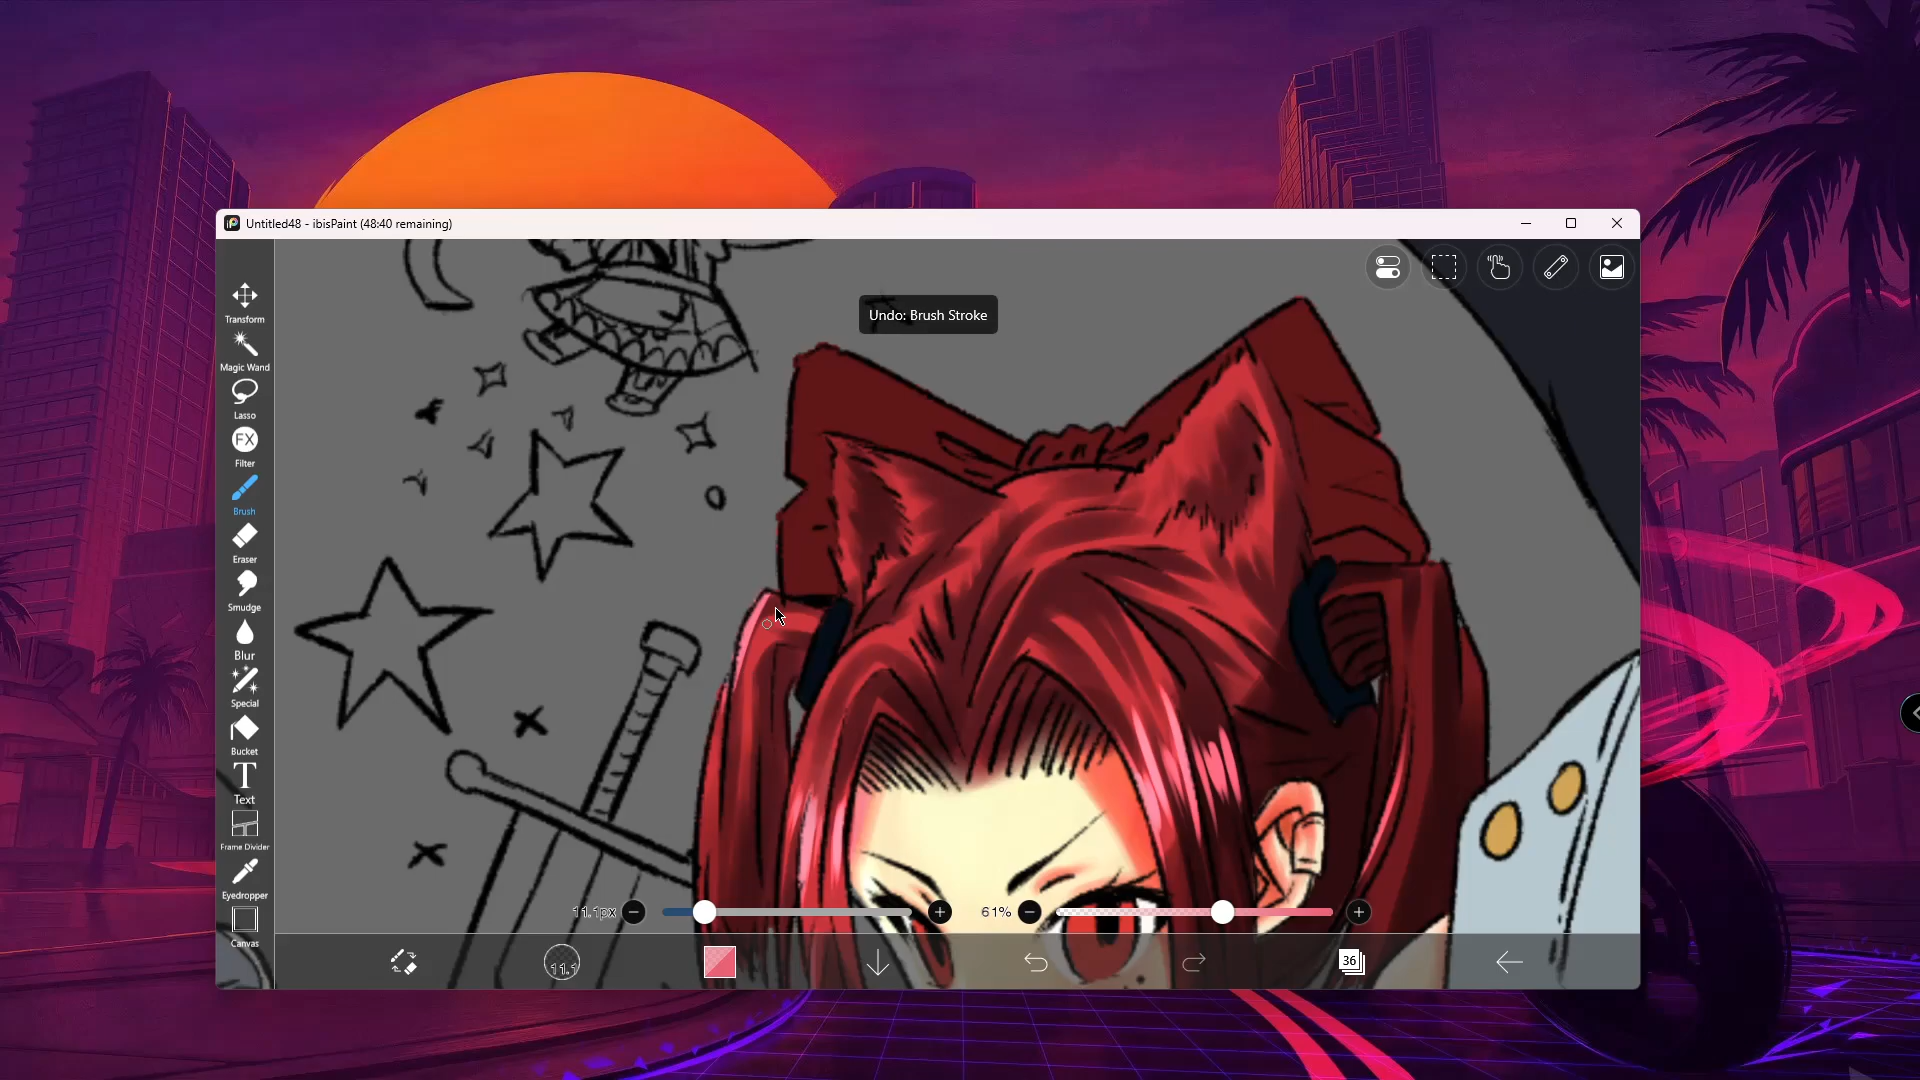 Untitled48 - ibisPaint (48:40 remaining)
Undo: Brush Stroke
Transform
Magic Wand
Lasso
FX
Filter
Brush
Eraser
Smudge
Blur
Special
Bucket
T
Text
Frame Divider
Eyedropper
Canvas
11.1px
61%
11.1
36